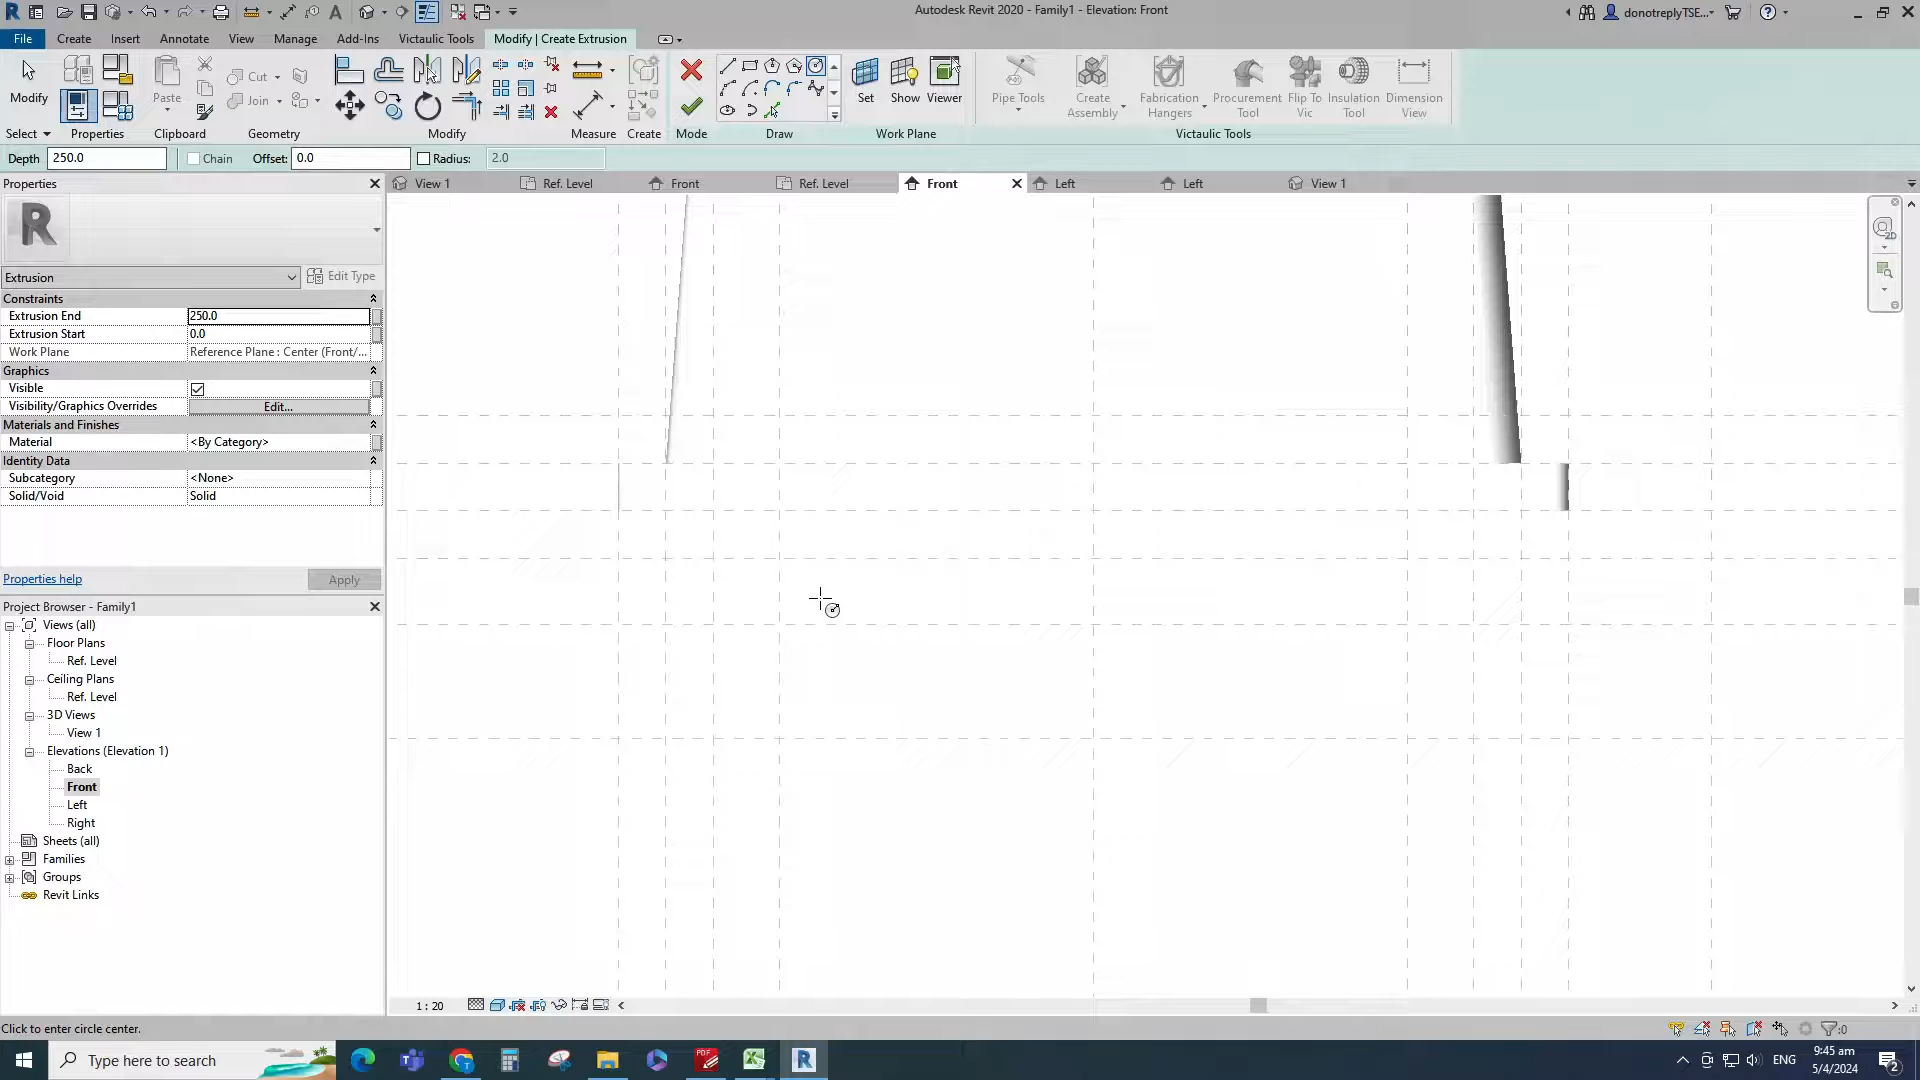 Autodesk Revit 2020 - Family1 - Elevation: Front
donotreplyTSE...
File Create Insert Annotate View Manage Add-Ins Victaulic Tools Modify | Create Extrusion
Modify Paste Cut Join Set Show Viewer Pipe Tools Create Assembly Fabrication Hangers Procurement Tool Flip To Vic Insulation Tool Dimension View
Select Properties Clipboard Geometry Modify Measure Create Mode Draw Work Plane Victaulic Tools
Depth 250.0 Chain Offset: 0.0 Radius: 2.0
Properties
View 1 Ref. Level Front Ref. Level Front Left Left View 1
R
2D
Extrusion Edit Type
Constraints
Extrusion End 250.0
Extrusion Start 0.0
Work Plane Reference Plane : Center (Front/...
Graphics
Visible
Visibility/Graphics Overrides Edit...
Materials and Finishes
Material <By Category>
Identity Data
Subcategory <None>
Solid/Void Solid
Properties help Apply
Project Browser - Family1
Views (all)
Floor Plans
Ref. Level
Ceiling Plans
Ref. Level
3D Views
View 1
Elevations (Elevation 1)
Back
Front
Left
Right
Sheets (all)
Families
Groups
Revit Links
1 : 20
Click to enter circle center.
:0
Type here to search
PDF
R
ENG
9:45 am
5/4/2024
2